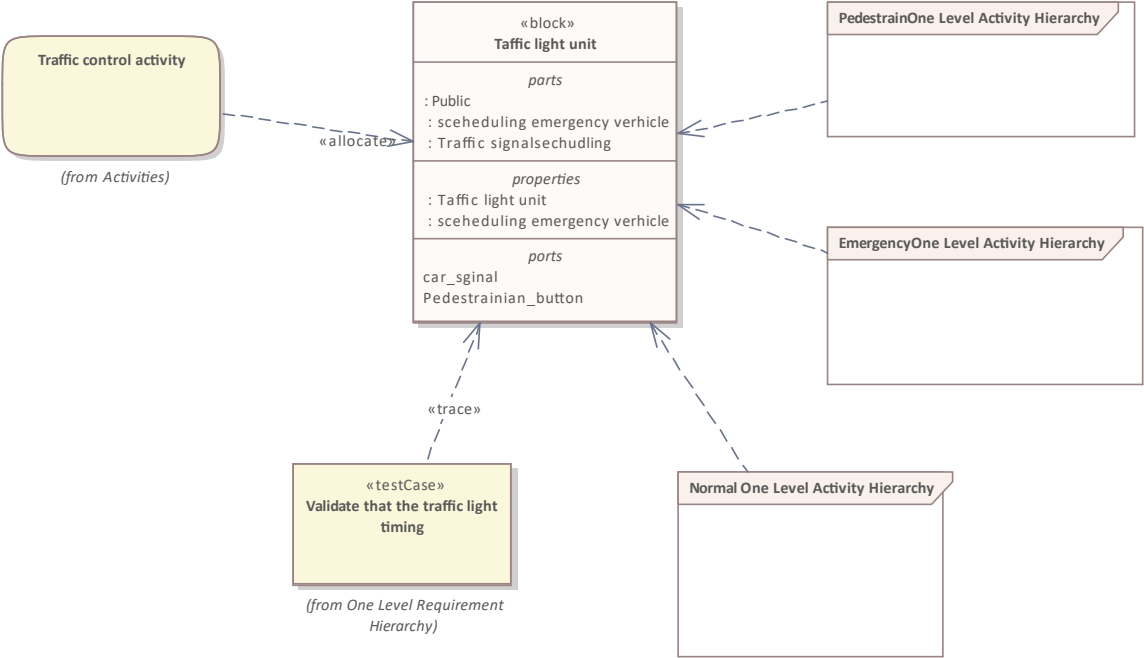 «block»
Taffic light unit
parts
: Public
: sceheduling emergency verhicle
: Traffic signalsechudling
properties
: Taffic light unit
: sceheduling emergency verhicle
ports
car_sginal
Pedestrainian_button
Traffic control activity
(from Activities)
«allocate»
PedestrainOne Level Activity Hierarchy
EmergencyOne Level Activity Hierarchy
«trace»
«testCase»
Validate that the traffic light
timing
(from One Level Requirement
Hierarchy)
Normal One Level Activity Hierarchy